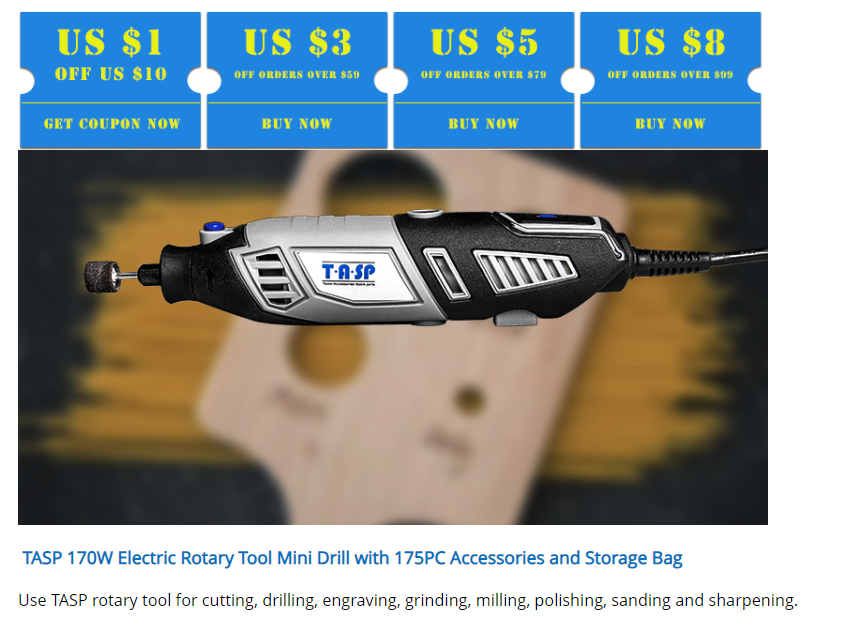 US $1
OFF US $10
GET COUPON NOW
US $3
OFF ORDERS OVER $59
BUY NOW
US $5
OFF ORDERS OVER $79
BUY NOW
US $8
OFF ORDERS OVER $99
BUY NOW
T·A·SP
TASP 170W Electric Rotary Tool Mini Drill with 175PC Accessories and Storage Bag
Use TASP rotary tool for cutting, drilling, engraving, grinding, milling, polishing, sanding and sharpening.